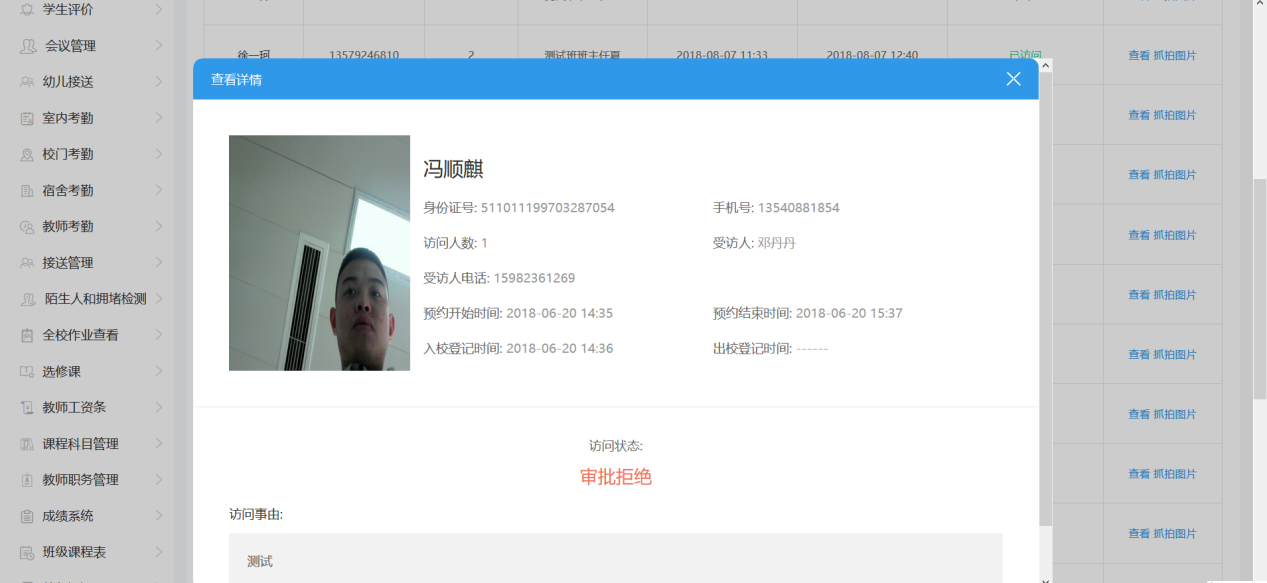 学生评价
会议管理
幼儿接送
室内考勤
校门考勤
宿舍考勤
教师考勤
接送管理
陌生人和拥堵检测
全校作业查看
选修课
教师工资条
课程科目管理
教师职务管理
成绩系统
班级课程表
徐一珂 13579246810 2 测试班班主任夏 2018-08-07 11:33 2018-08-07 12:40 已访问 查看 抓拍图片
查看 抓拍图片
查看 抓拍图片
查看 抓拍图片
查看 抓拍图片
查看 抓拍图片
查看 抓拍图片
查看 抓拍图片
查看 抓拍图片
查看详情
冯顺麒
身份证号: 511011199703287054 手机号: 13540881854
访问人数: 1 受访人: 邓丹丹
受访人电话: 15982361269
预约开始时间: 2018-06-20 14:35 预约结束时间: 2018-06-20 15:37
入校登记时间: 2018-06-20 14:36 出校登记时间: ------
访问状态:
审批拒绝
访问事由:
测试